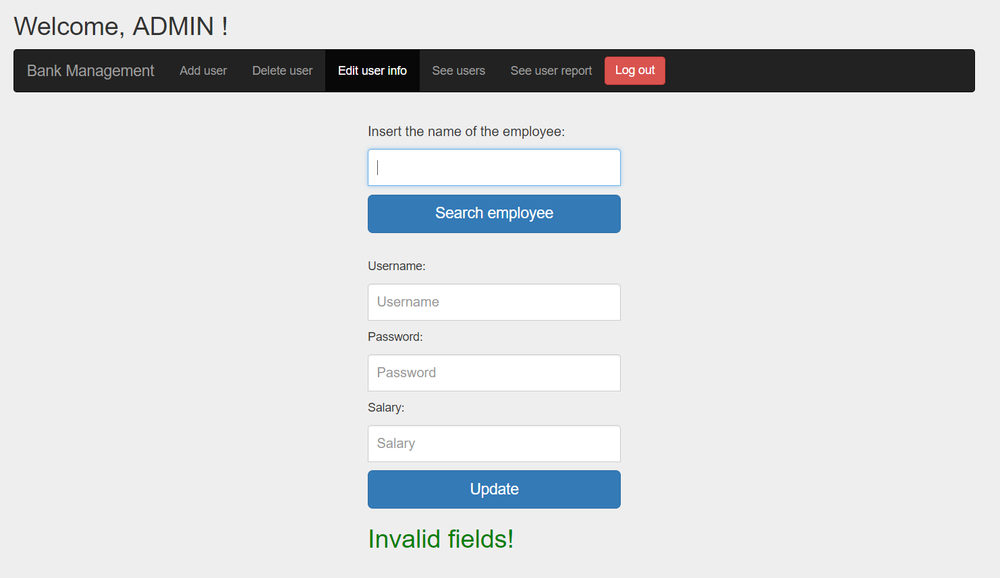 Welcome, ADMIN !
Bank Management Add user Delete user Edit user info See users See user report Log out
Insert the name of the employee:
Search employee
Username:
Username
Password:
Password
Salary:
Salary
Update
Invalid fields!